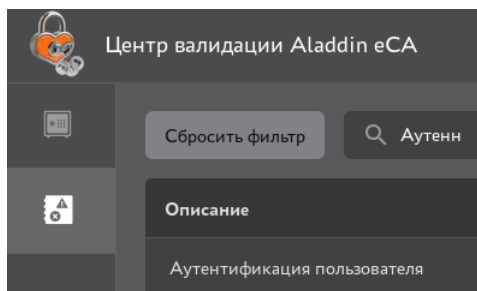 Центр валидации Aladdin eCA
Сбросить фильтр
Аутенн
Описание
Аутентификация пользователя